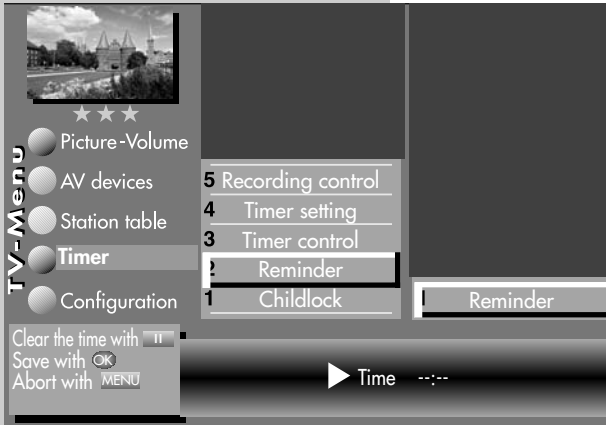 TV-Menu
Picture-Volume
AV devices
Station table
Timer
Configuration
5 Recording control
4 Timer setting
3 Timer control
2 Reminder
1 Childlock
1 Reminder
Clear the time with II
Save with OK
Abort with MENU
Time --:--